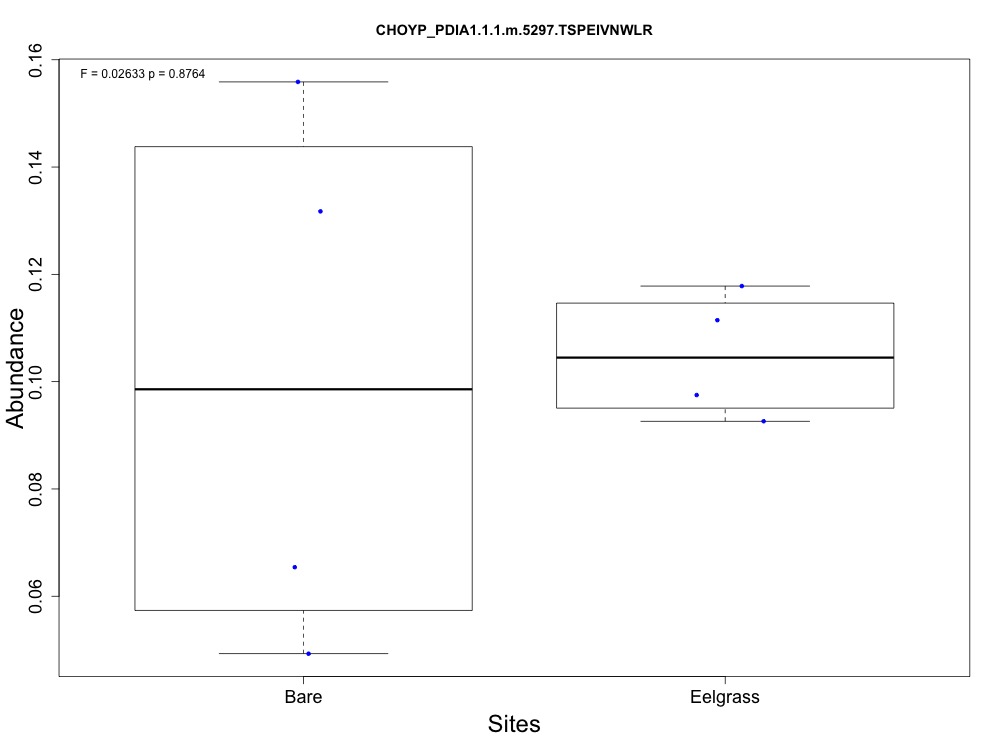 CHOYP_PDIA1.1.1.m.5297.TSPEIVNWLR
F = 0.02633 p = 0.8764
0.16
0.14
0.12
0.10
0.08
0.06
Abundance
Bare
Eelgrass
Sites